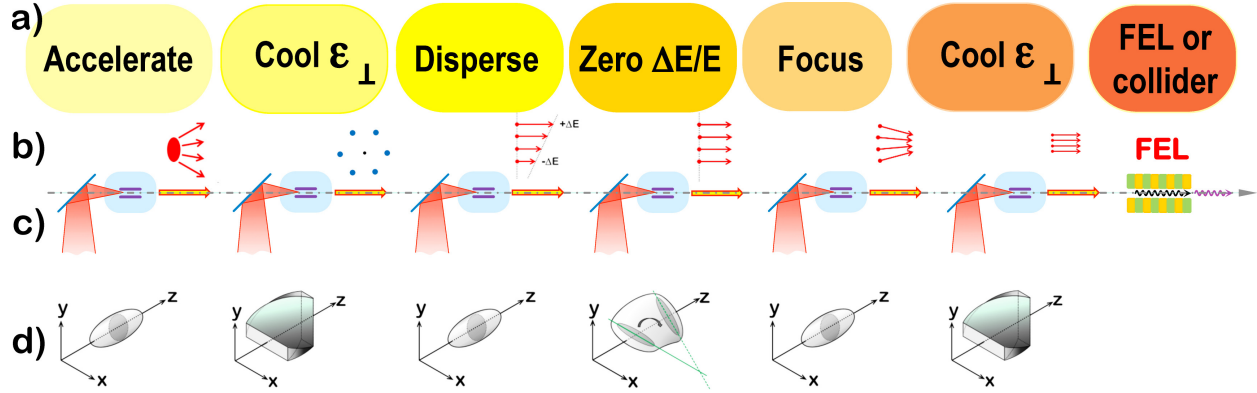 a)
Accelerate
Cool ε⊥
Disperse
Zero ΔE/E
Focus
Cool ε⊥
FEL or
collider
b)
+ΔE
-ΔE
FEL
c)
d)
y
z
x
y
z
x
y
z
x
y
z
x
y
z
x
y
z
x